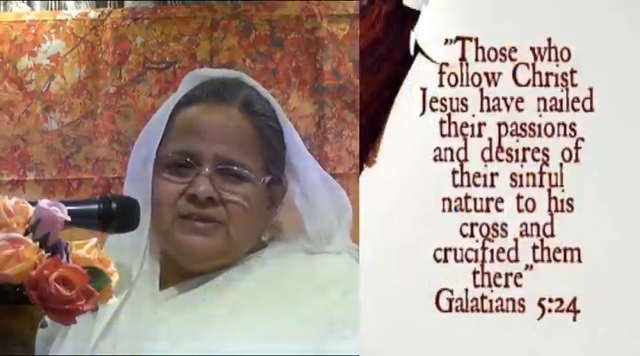 "Those who
follow Christ
Jesus have nailed
their passions
and desires of
their sinful
nature to his
cross and
crucified them
there"
Galatians 5:24